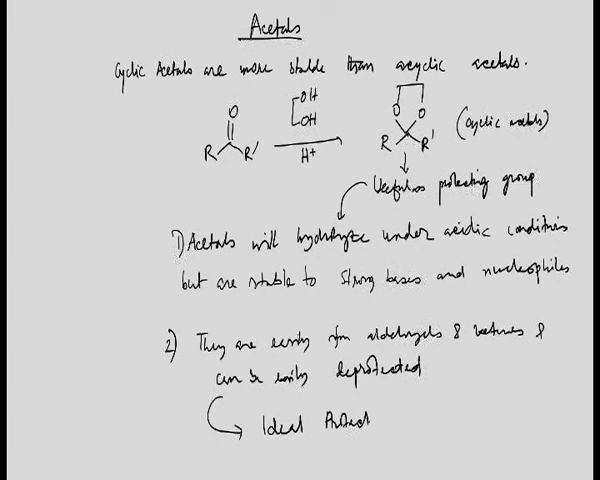 Acetals
Cyclic Acetals are more stable than acyclic acetals.
O
OH
OH
R
R'
H+
O O
R R'
(Cyclic acetals)
Useful as protecting group
1) Acetals will hydrolyze under acidic conditions
but are stable to strong bases and nucleophiles
2) They are easily frm aldehydes & ketones &
can be easily deprotected
Ideal Protect